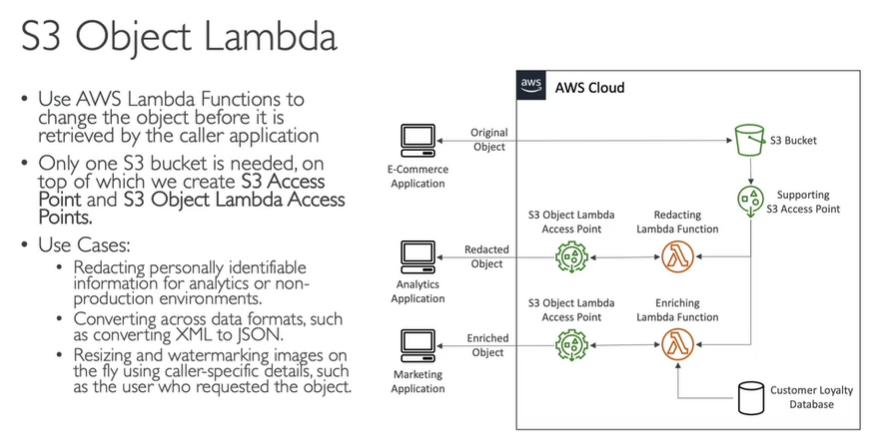 S3 Object Lambda
• Use AWS Lambda Functions to
change the object before it is
retrieved by the caller application
• Only one S3 bucket is needed, on
top of which we create S3 Access
Point and S3 Object Lambda Access
Points.
• Use Cases:
• Redacting personally identifiable
information for analytics or non-
production environments.
• Converting across data formats, such
as converting XML to JSON.
• Resizing and watermarking images on
the fly using caller-specific details, such
as the user who requested the object.
aws
AWS Cloud
E-Commerce
Application
Original
Object
S3 Bucket
Supporting
S3 Access Point
Analytics
Application
Redacted
Object
S3 Object Lambda
Access Point
Redacting
Lambda Function
Marketing
Application
Enriched
Object
S3 Object Lambda
Access Point
Enriching
Lambda Function
Customer Loyalty
Database